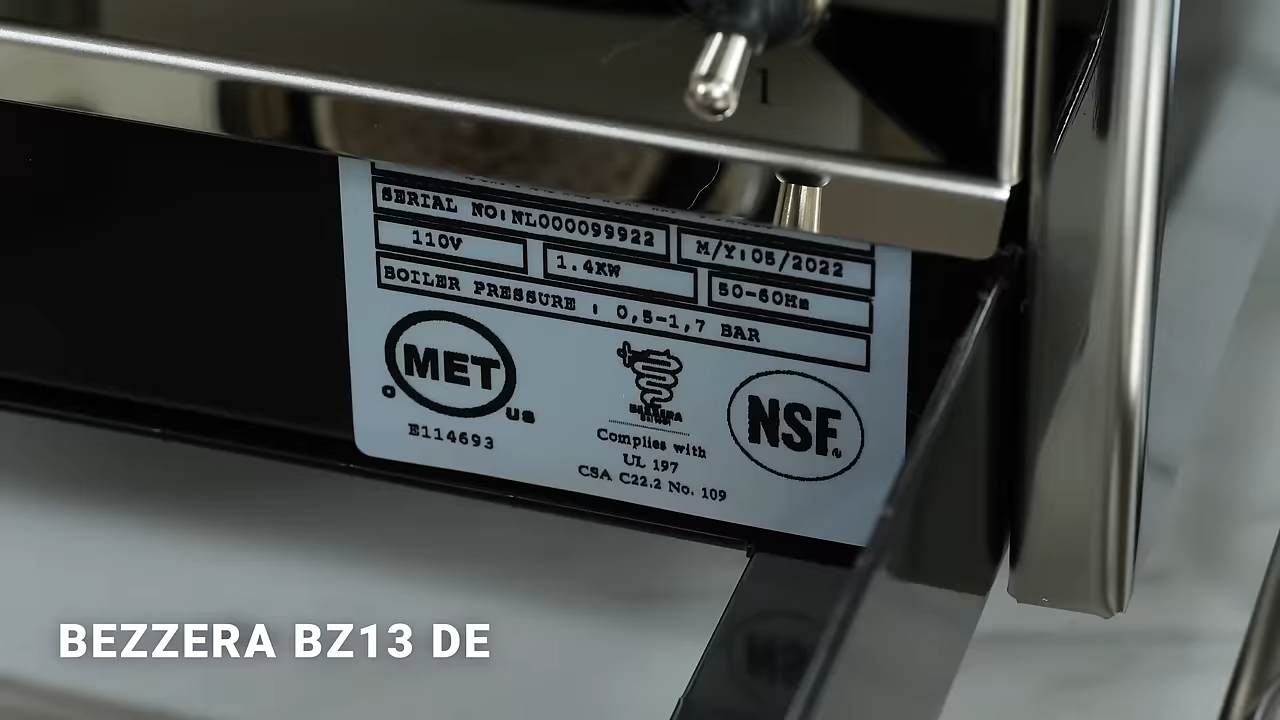 1
SERIAL NO:NL000099922
M/Y:05/2022
110V
1.4KW
50-60Hz
BOILER PRESSURE : 0,5-1,7 BAR
MET
C US
E114693
BEZZERA
Complies with
UL 197
CSA C22.2 No. 109
NSF.
BEZZERA BZ13 DE